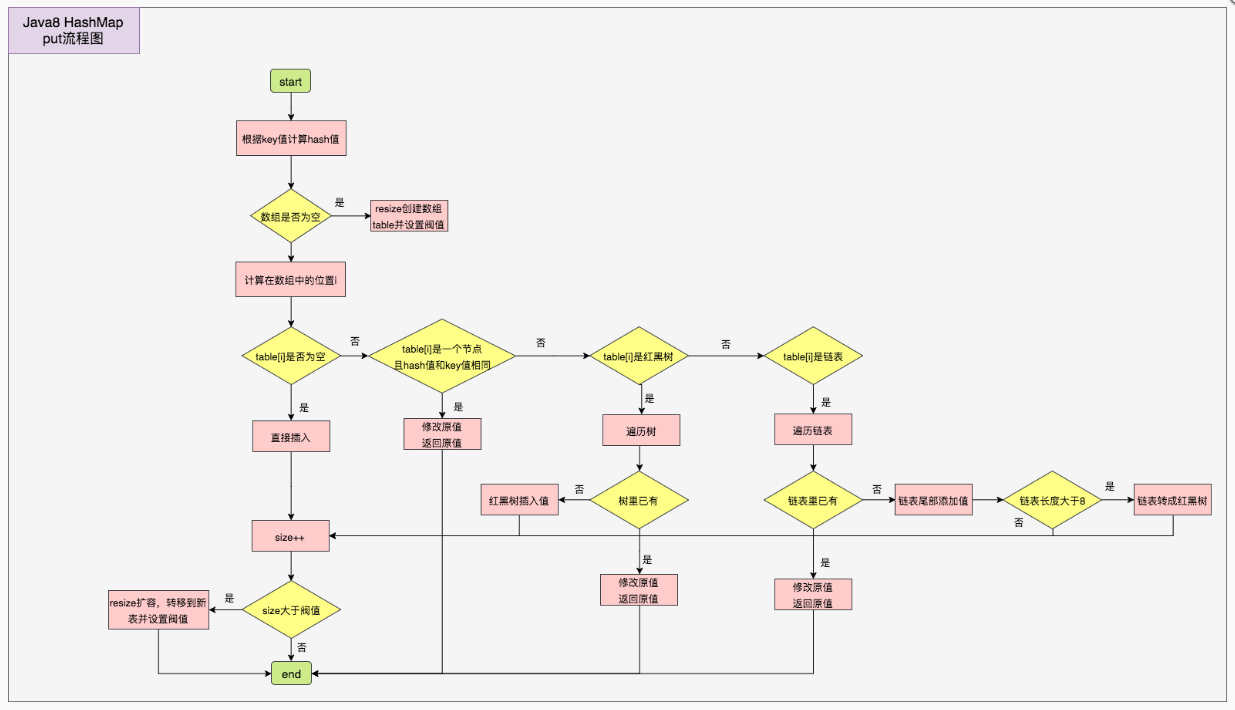 Java8 HashMap
put流程图
start
根据key值计算hash值
数组是否为空
是
resize创建数组
table并设置阀值
计算在数组中的位置i
table[i]是否为空
否
table[i]是一个节点
且hash值和key值相同
否
table[i]是红黑树
否
table[i]是链表
是
直接插入
是
修改原值
返回原值
是
遍历树
是
遍历链表
红黑树插入值
否
树里已有
链表里已有
否
链表尾部添加值
链表长度大于8
是
链表转成红黑树
否
size++
是
修改原值
返回原值
是
修改原值
返回原值
resize扩容，转移到新
表并设置阀值
是
size大于阀值
否
end